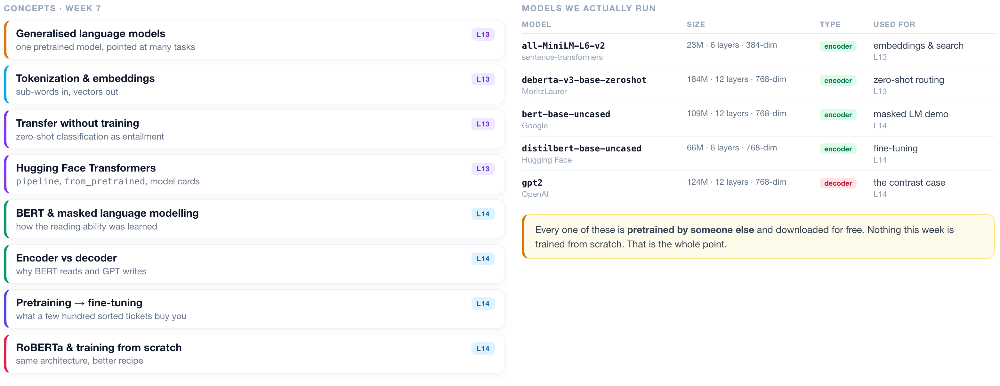 CONCEPTS · WEEK 7
Generalised language models
L13
one pretrained model, pointed at many tasks
Tokenization & embeddings
L13
sub-words in, vectors out
Transfer without training
L13
zero-shot classification as entailment
Hugging Face Transformers
L13
pipeline, from_pretrained, model cards
BERT & masked language modelling
L14
how the reading ability was learned
Encoder vs decoder
L14
why BERT reads and GPT writes
Pretraining → fine-tuning
L14
what a few hundred sorted tickets buy you
RoBERTa & training from scratch
L14
same architecture, better recipe
MODELS WE ACTUALLY RUN
MODEL SIZE TYPE USED FOR
all-MiniLM-L6-v2 23M · 6 layers · 384-dim encoder embeddings & search
sentence-transformers L13
deberta-v3-base-zeroshot 184M · 12 layers · 768-dim encoder zero-shot routing
MoritzLaurer L13
bert-base-uncased 109M · 12 layers · 768-dim encoder masked LM demo
Google L14
distilbert-base-uncased 66M · 6 layers · 768-dim encoder fine-tuning
Hugging Face L14
gpt2 124M · 12 layers · 768-dim decoder the contrast case
OpenAI L14
Every one of these is pretrained by someone else and downloaded for free. Nothing this week is
trained from scratch. That is the whole point.